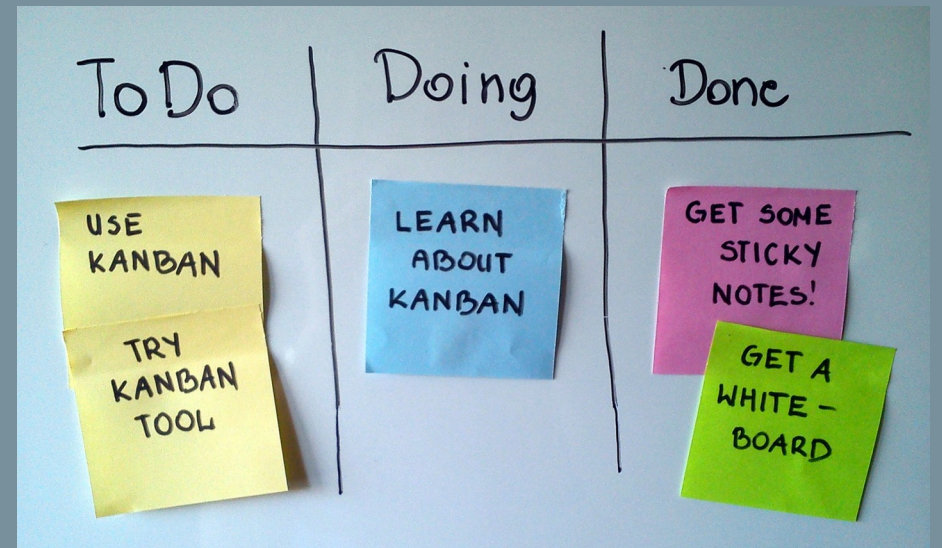 To Do
Doing
Done
USE
KANBAN
TRY
KANBAN
TOOL
LEARN
ABOUT
KANBAN
GET SOME
STICKY
NOTES!
GET A
WHITE-
BOARD